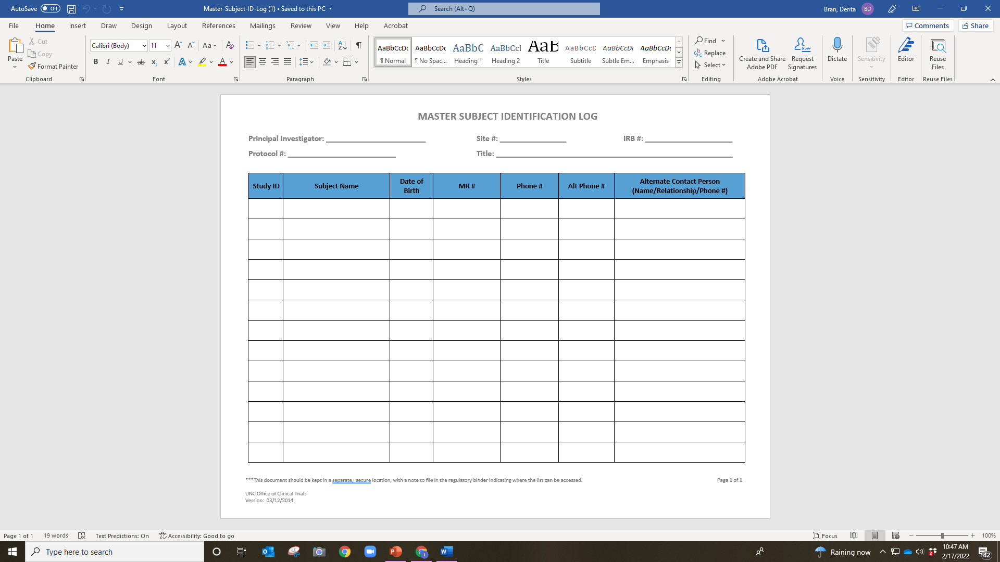 AutoSave Off Master-Subject-ID-Log (1) • Saved to this PC Search (Alt+Q) Bran, Derita BD
File Home Insert Draw Design Layout References Mailings Review View Help Acrobat Comments Share
Paste Cut Copy Format Painter Clipboard
Calibri (Body) 11 Aa Font
Paragraph
AaBbCcDc ¶ Normal
AaBbCcDc ¶ No Spac...
AaBbC Heading 1
AaBbCcI Heading 2
AaB Title
AaBbCcD Subtitle
AaBbCcDc Subtle Em...
AaBbCcDc Emphasis
Styles
Find Replace Select Editing
Create and Share Adobe PDF Request Signatures Adobe Acrobat
Dictate Voice
Sensitivity Sensitivity
Editor Editor
Reuse Files Reuse Files
MASTER SUBJECT IDENTIFICATION LOG
Principal Investigator: ________________________ Site #: ________________ IRB #: _____________________
Protocol #: __________________________ Title: _________________________________________________________
Study ID Subject Name Date of Birth MR # Phone # Alt Phone # Alternate Contact Person (Name/Relationship/Phone #)
***This document should be kept in a separate, secure location, with a note to file in the regulatory binder indicating where the list can be accessed. Page 1 of 1
UNC Office of Clinical Trials
Version: 03/12/2014
Page 1 of 1 19 words Text Predictions: On Accessibility: Good to go Focus 100%
Type here to search Raining now 10:47 AM
2/17/2022 42